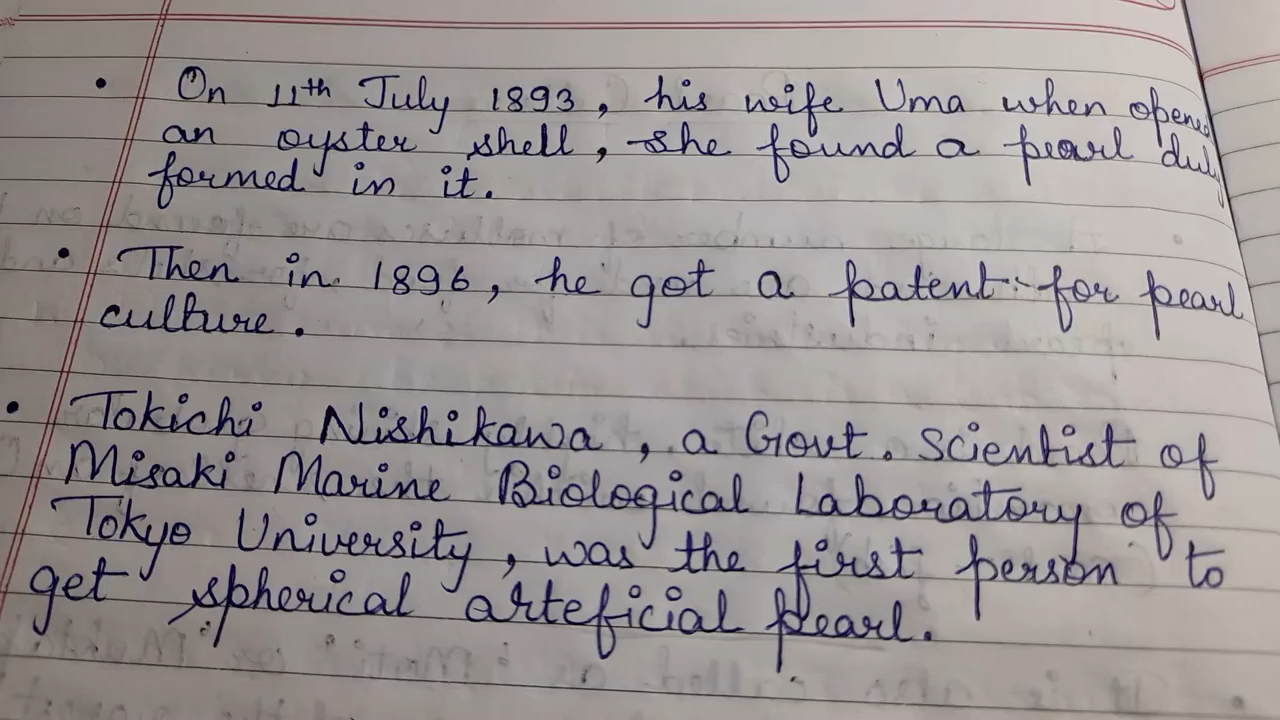 • On 11th July 1893, his wife Uma when opened
an oyster shell, she found a pearl duly
formed in it.
• Then in 1896, he got a patent for pearl
culture.
• Tokichi Nishikawa, a Govt. Scientist of
Misaki Marine Biological Laboratory of
Tokyo University, was the first person to
get spherical arteficial pearl.